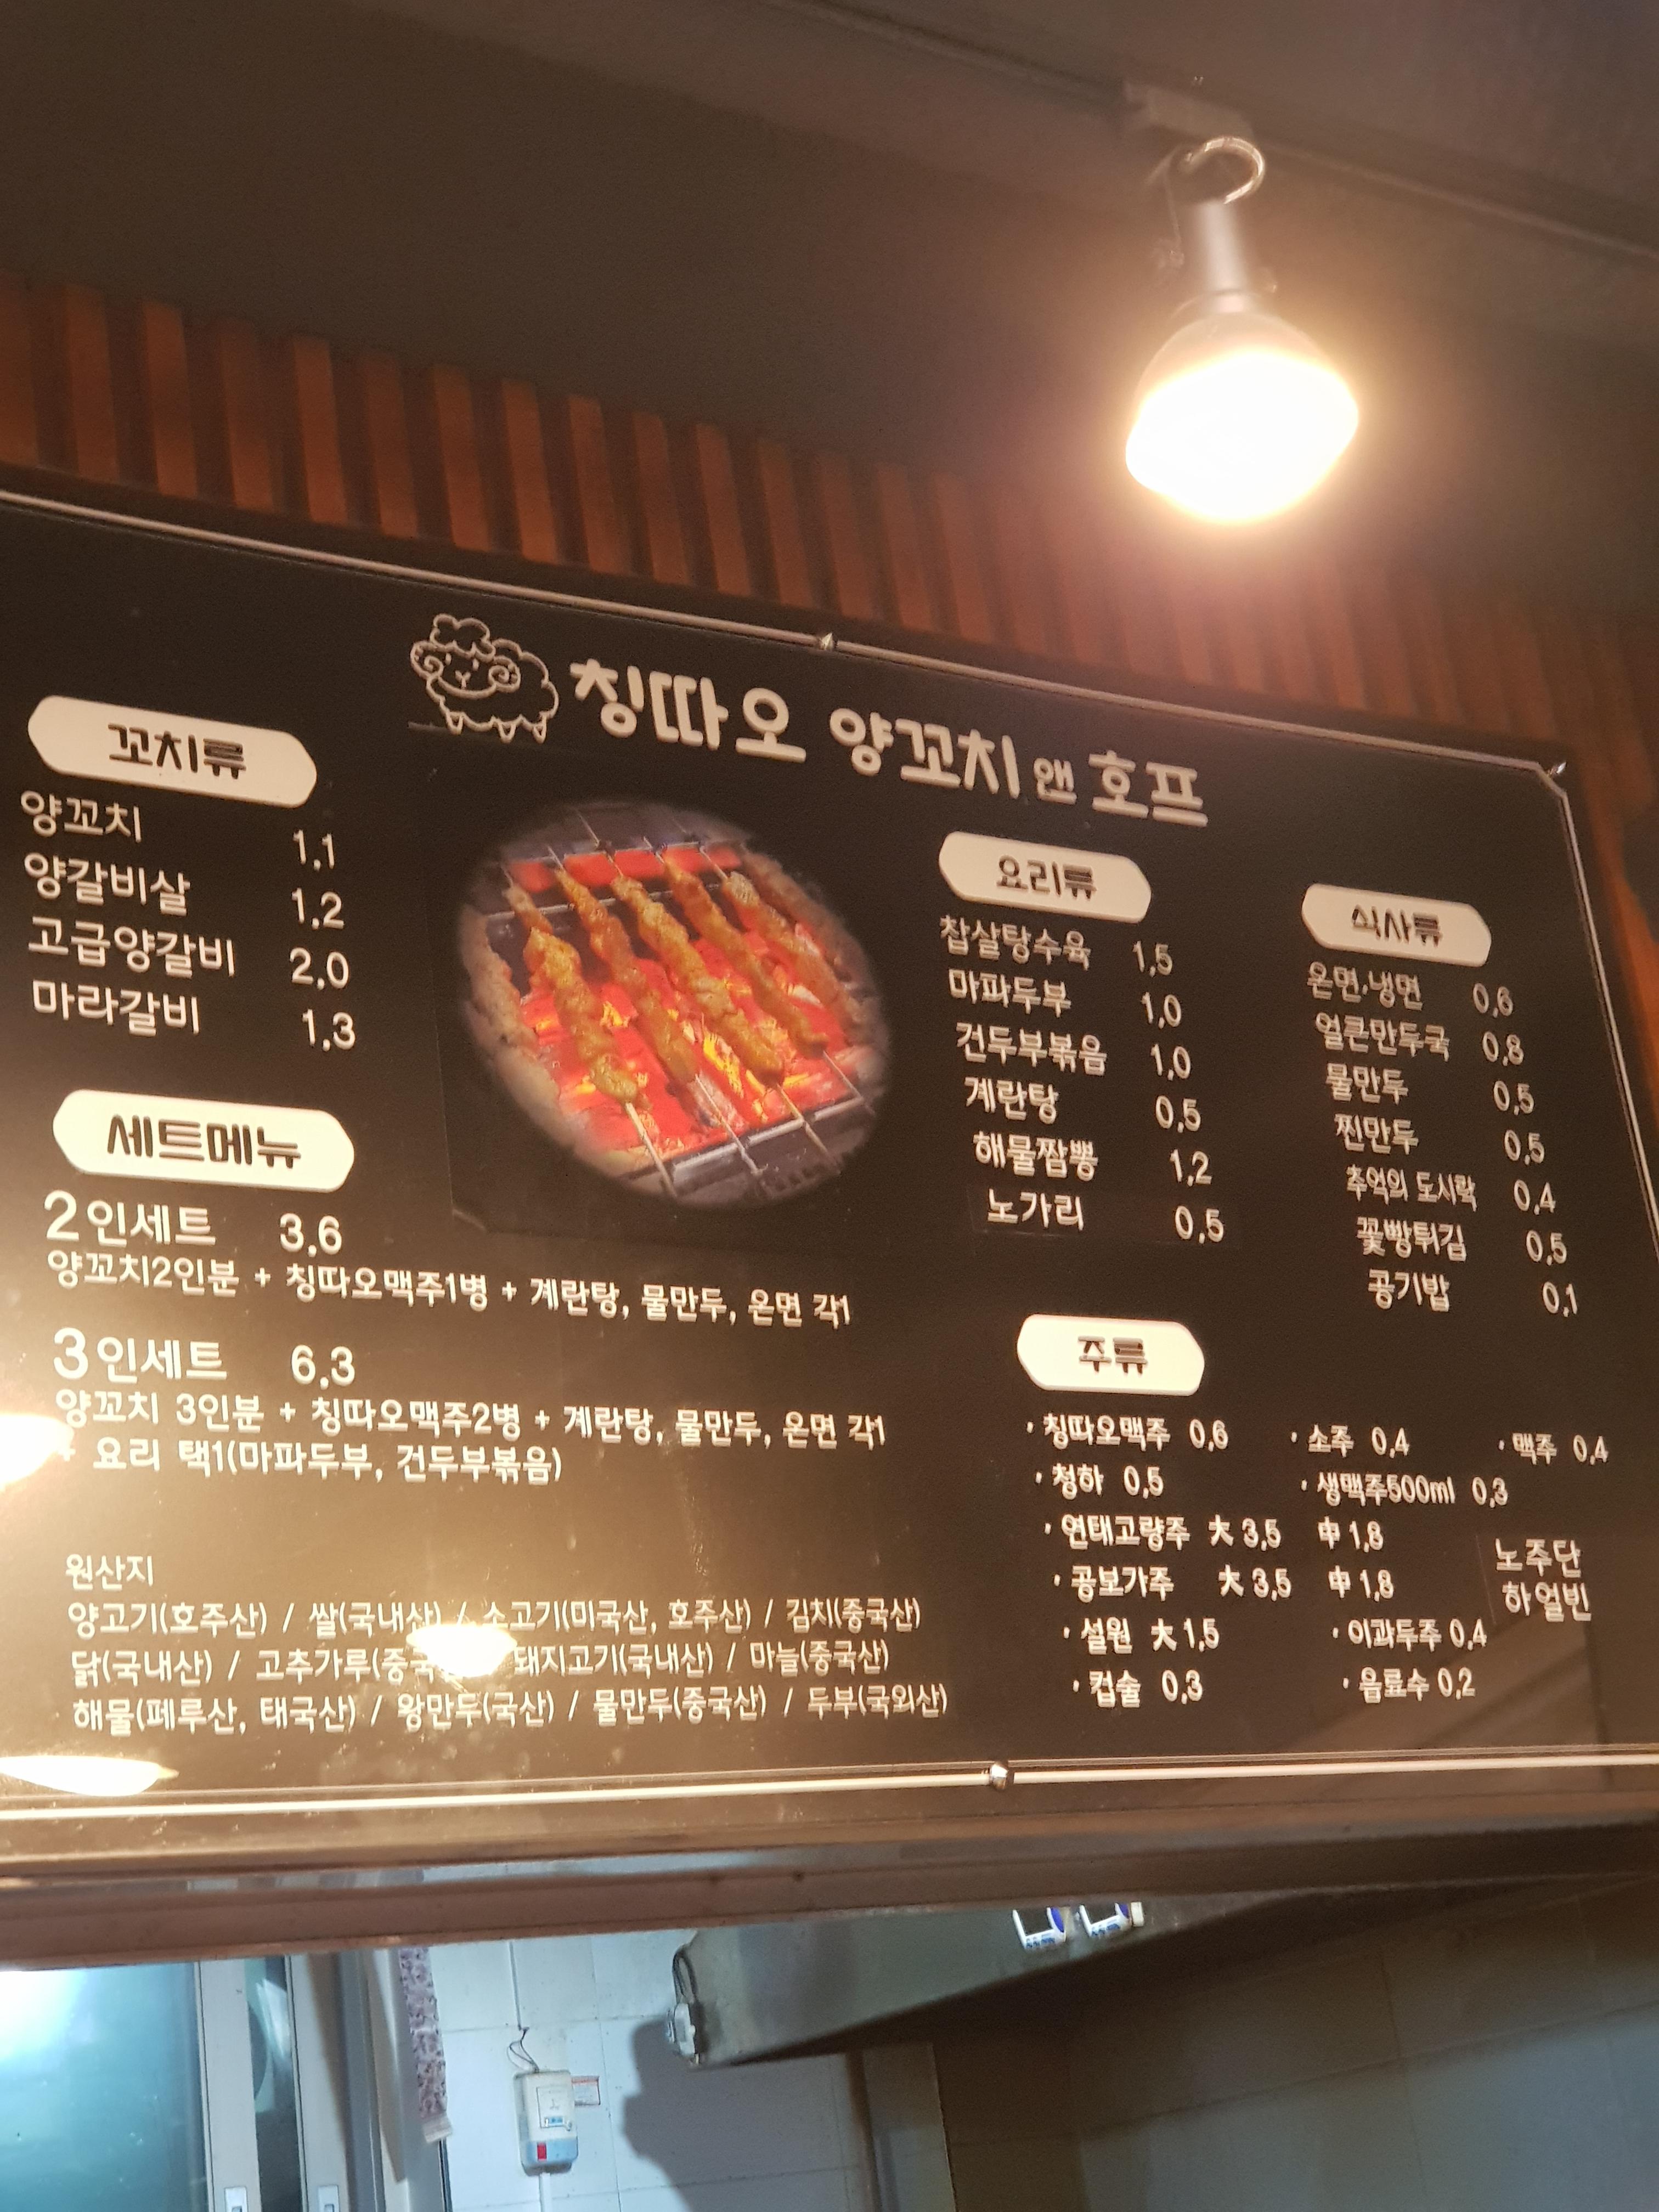 칭따오 양꼬치 앤 호프
꼬치류
양꼬치 1,1
양갈비살 1,2
고급양갈비 2,0
마라갈비 1,3
세트메뉴
2인세트 3,6
양꼬치2인분 + 칭따오맥주1병 + 계란탕, 물만두, 온면 각1
3인세트 6,3
양꼬치 3인분 + 칭따오맥주2병 + 계란탕, 물만두, 온면 각1
+ 요리 택1(마파두부, 건두부볶음)
원산지
양고기(호주산) / 쌀(국내산) / 소고기(미국산, 호주산) / 김치(중국산)
닭(국내산) / 고추가루(중국 돼지고기(국내산) / 마늘(중국산)
해물(페루산, 태국산) / 왕만두(국산) / 물만두(중국산) / 두부(국외산)
요리류
찹쌀탕수육 1,5
마파두부 1,0
건두부볶음 1,0
계란탕 0,5
해물짬뽕 1,2
노가리 0,5
식사류
온면,냉면 0,6
얼큰만두국 0,8
물만두 0,5
찐만두 0,5
추억의 도시락 0,4
꽃빵튀김 0,5
공기밥 0,1
주류
· 칭따오맥주 0,6 · 소주 0,4 · 맥주 0,4
· 청하 0,5 · 생맥주500ml 0,3
· 연태고량주 大 3,5 中 1,8
· 공보가주 大 3,5 中 1,8
노주단
하얼빈
· 설원 大 1,5 · 이과두주 0,4
· 컵술 0,3 · 음료수 0,2